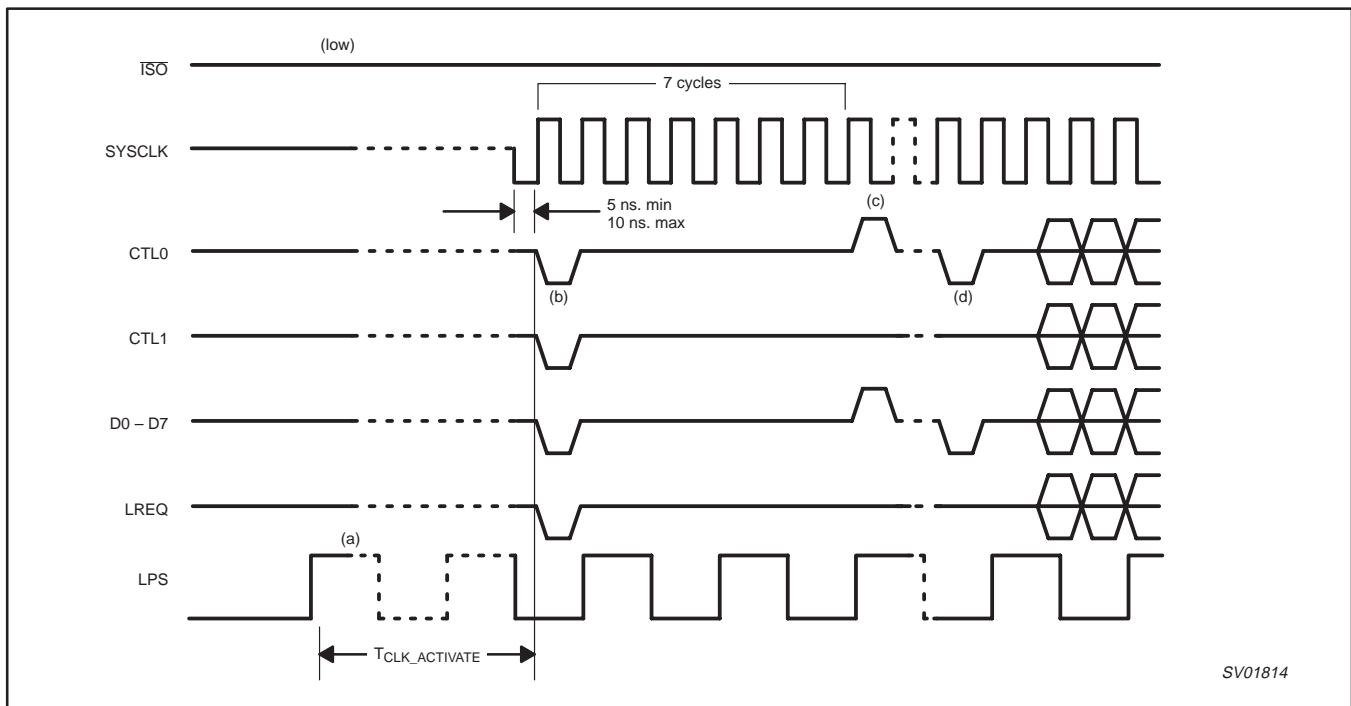 (low)
ISO
7 cycles
SYSCLK
5 ns. min
10 ns. max
(c)
CTL0
(b)
(d)
CTL1
D0 – D7
LREQ
(a)
LPS
TCLK_ACTIVATE
SV01814